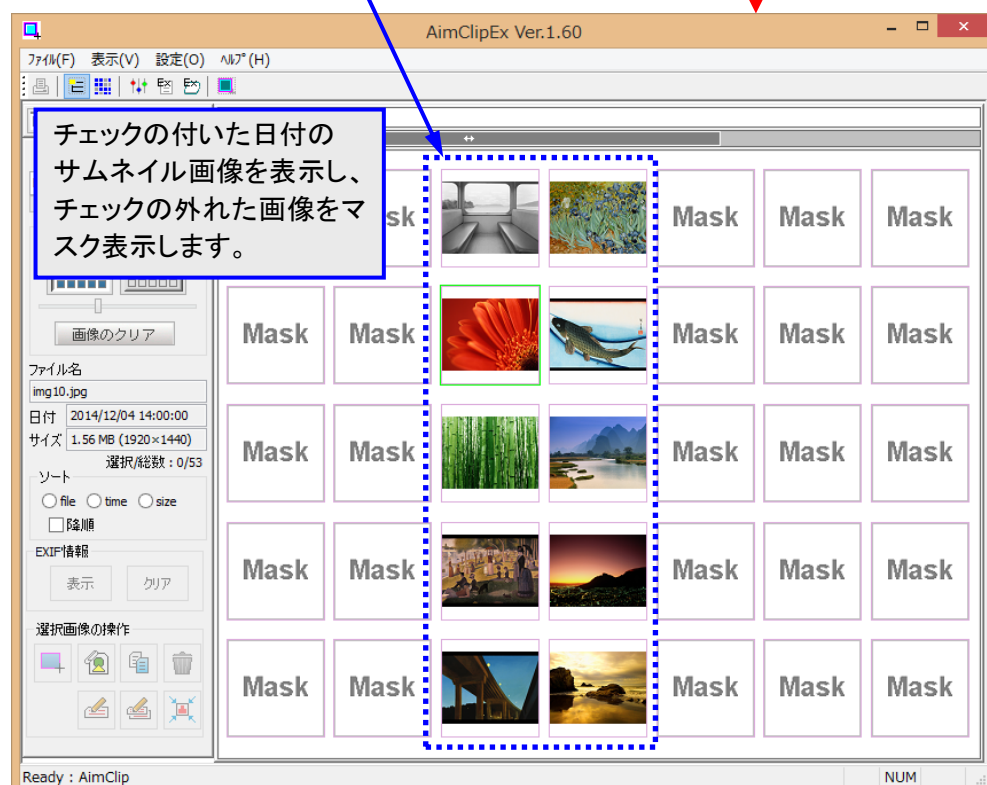 AimClipEx Ver.1.60
ﾌｧｲﾙ(F) 表示(V) 設定(O) ﾍﾙﾌﾟ(H)
チェックの付いた日付の
サムネイル画像を表示し、
チェックの外れた画像をマ
スク表示します。
sk Mask Mask Mask
画像のクリア
Mask Mask Mask Mask Mask
ファイル名
img10.jpg
日付 2014/12/04 14:00:00
サイズ 1.56 MB (1920×1440)
選択/総数 : 0/53
Mask Mask Mask Mask Mask
ソート
file time size
降順
EXIF情報
表示 クリア
Mask Mask Mask Mask Mask
選択画像の操作
Mask Mask Mask Mask Mask
Ready : AimClip NUM